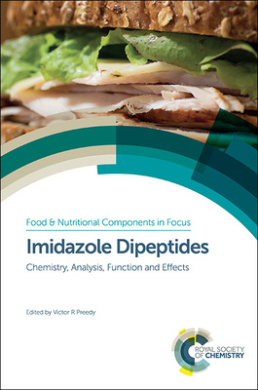 Food & Nutritional Components in Focus
Imidazole Dipeptides
Chemistry, Analysis, Function and Effects
Edited by Victor R Preedy
ROYAL SOCIETY
OF CHEMISTRY